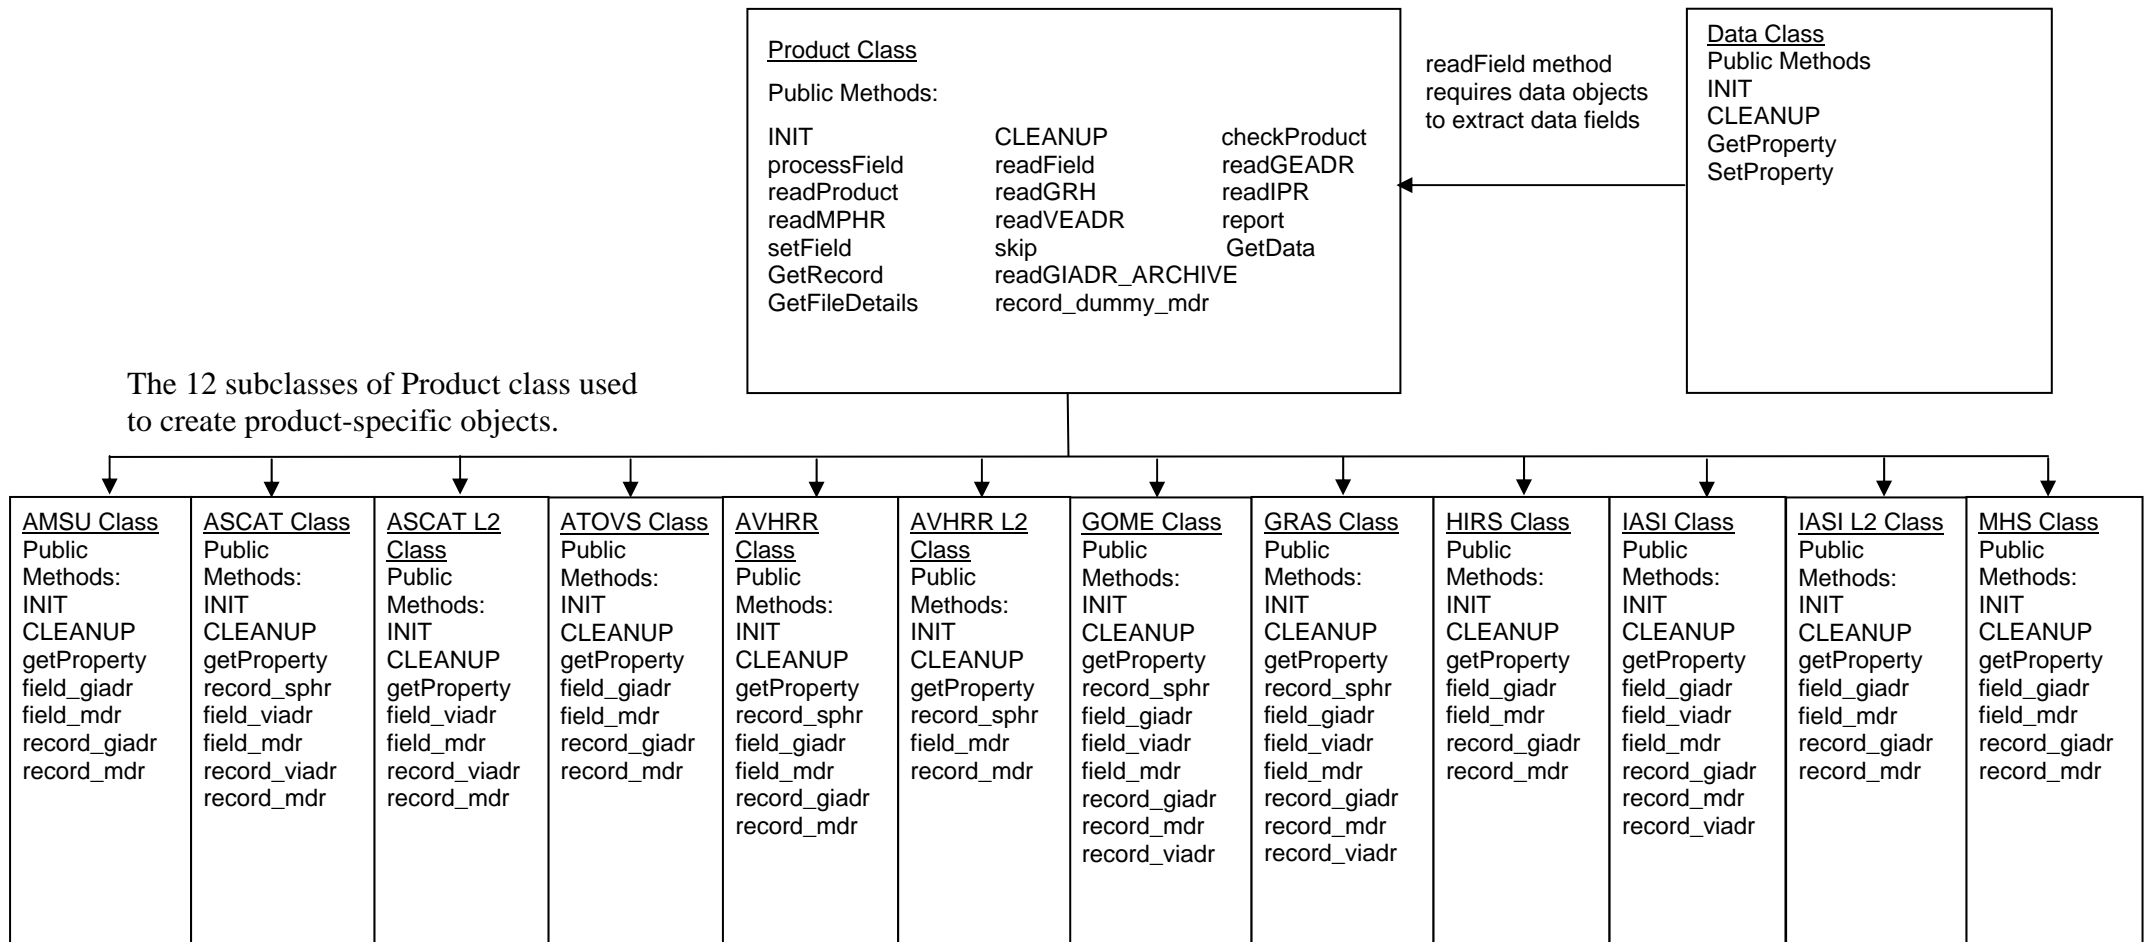 Product Class
Public Methods:
INIT CLEANUP checkProduct
processField readField readGEADR
readProduct readGRH readIPR
readMPHR readVEADR report
setField skip GetData
GetRecord readGIADR_ARCHIVE
GetFileDetails record_dummy_mdr
readField method
requires data objects
to extract data fields
Data Class
Public Methods
INIT
CLEANUP
GetProperty
SetProperty
The 12 subclasses of Product class used
to create product-specific objects.
AMSU Class
Public
Methods:
INIT
CLEANUP
getProperty
field_giadr
field_mdr
record_giadr
record_mdr
ASCAT Class
Public
Methods:
INIT
CLEANUP
getProperty
record_sphr
field_viadr
field_mdr
record_viadr
record_mdr
ASCAT L2
Class
Public
Methods:
INIT
CLEANUP
getProperty
field_viadr
field_mdr
record_viadr
record_mdr
ATOVS Class
Public
Methods:
INIT
CLEANUP
getProperty
field_giadr
field_mdr
record_giadr
record_mdr
AVHRR
Class
Public
Methods:
INIT
CLEANUP
getProperty
record_sphr
field_giadr
field_mdr
record_giadr
record_mdr
AVHRR L2
Class
Public
Methods:
INIT
CLEANUP
getProperty
record_sphr
field_mdr
record_mdr
GOME Class
Public
Methods:
INIT
CLEANUP
getProperty
record_sphr
field_giadr
field_viadr
field_mdr
record_giadr
record_mdr
record_viadr
GRAS Class
Public
Methods:
INIT
CLEANUP
getProperty
record_sphr
field_giadr
field_viadr
field_mdr
record_giadr
record_mdr
record_viadr
HIRS Class
Public
Methods:
INIT
CLEANUP
getProperty
field_giadr
field_mdr
record_giadr
record_mdr
IASI Class
Public
Methods:
INIT
CLEANUP
getProperty
field_giadr
field_viadr
field_mdr
record_giadr
record_mdr
record_viadr
IASI L2 Class
Public
Methods:
INIT
CLEANUP
getProperty
field_giadr
field_mdr
record_giadr
record_mdr
MHS Class
Public
Methods:
INIT
CLEANUP
getProperty
field_giadr
field_mdr
record_giadr
record_mdr